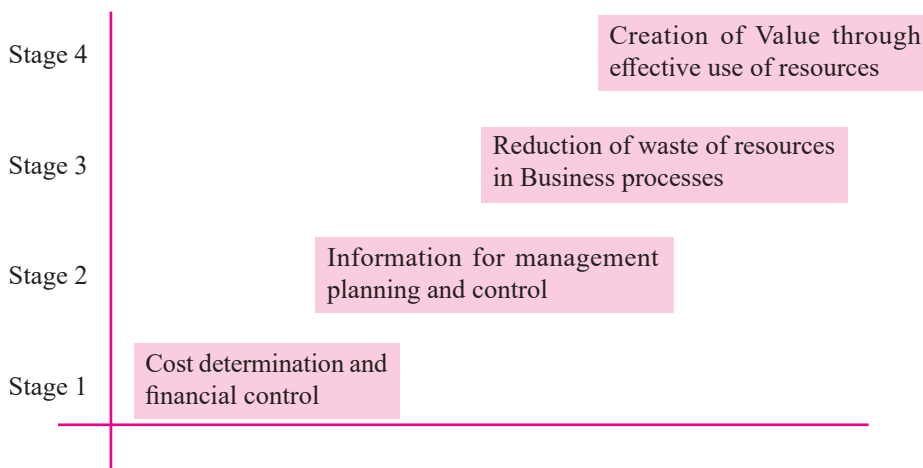 Stage 4
Creation of Value through
effective use of resources
Stage 3
Reduction of waste of resources
in Business processes
Stage 2
Information for management
planning and control
Stage 1
Cost determination and
financial control